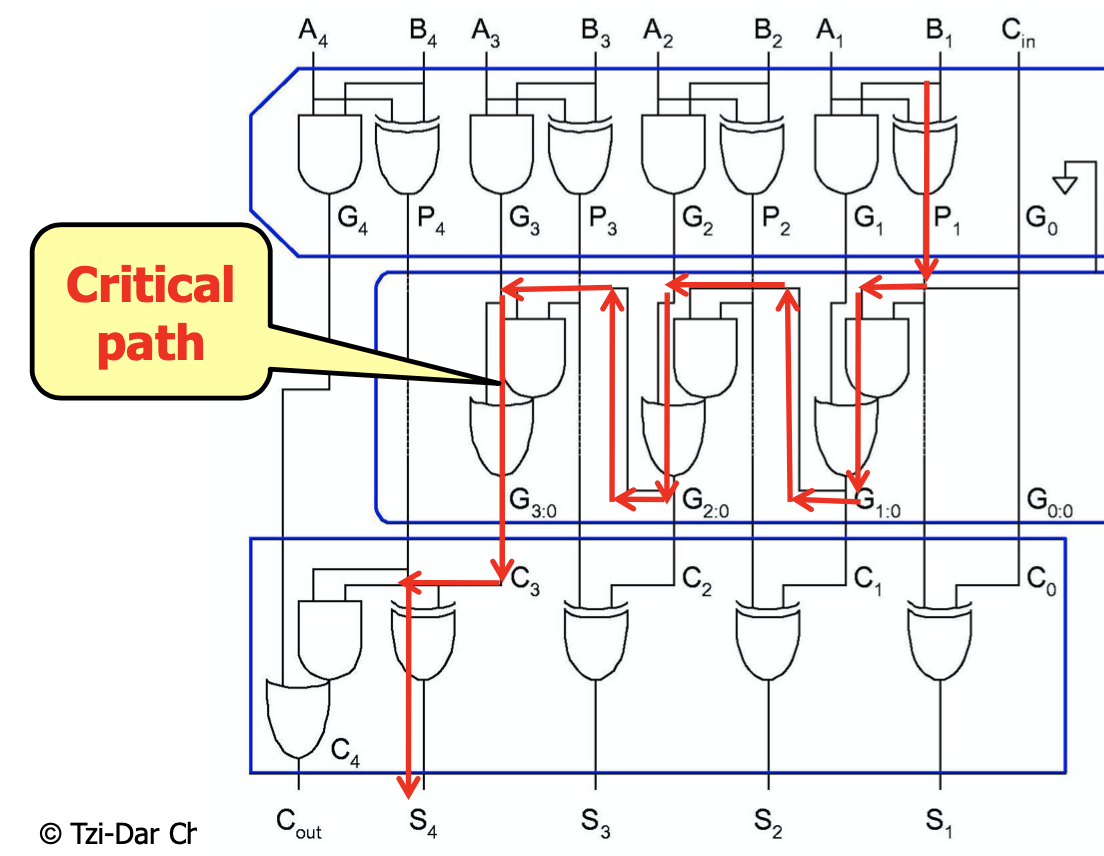 A₄ B₄ A₃ B₃ A₂ B₂ A₁ B₁ Cᵢₙ
G₄ P₄ G₃ P₃ G₂ P₂ G₁ P₁ G₀
Critical
path
G₃:₀ G₂:₀ G₁:₀ G₀:₀
C₃ C₂ C₁ C₀
C₄
Cₒᵤₜ S₄ S₃ S₂ S₁
© Tzi-Dar